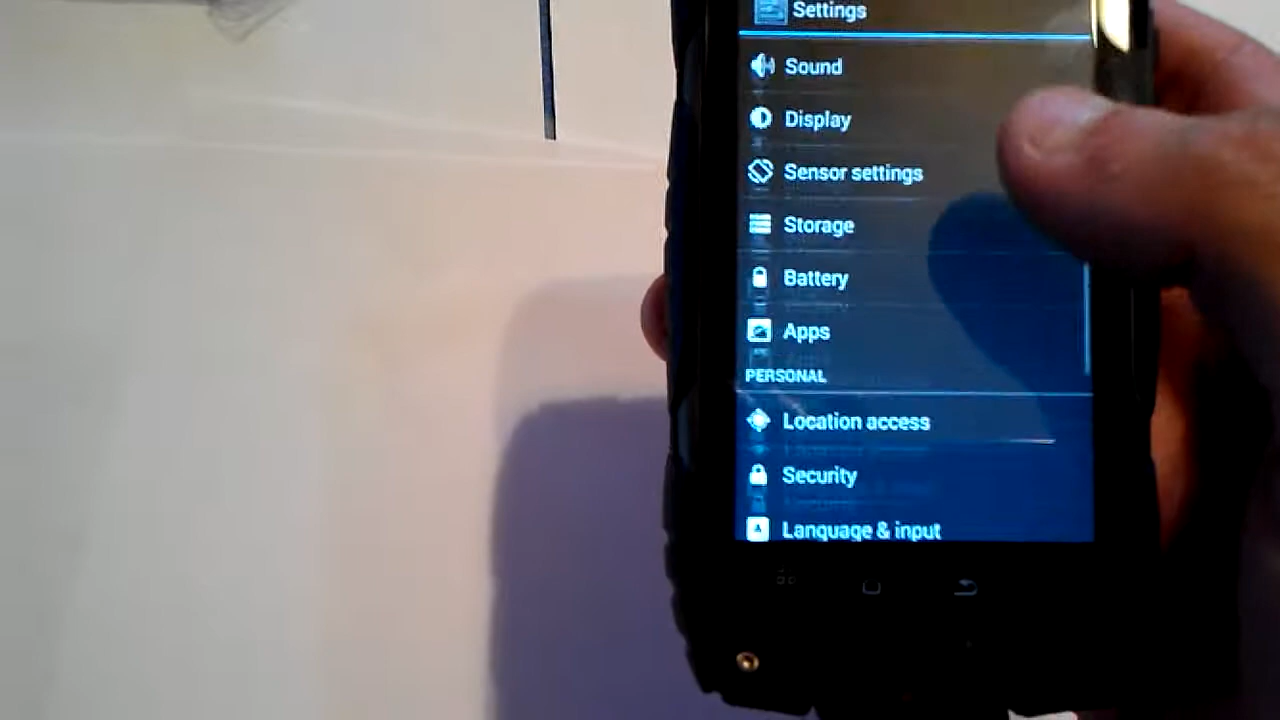 Settings
Sound
Display
Sensor settings
Storage
Battery
Apps
PERSONAL
Location access
Security
Language & input